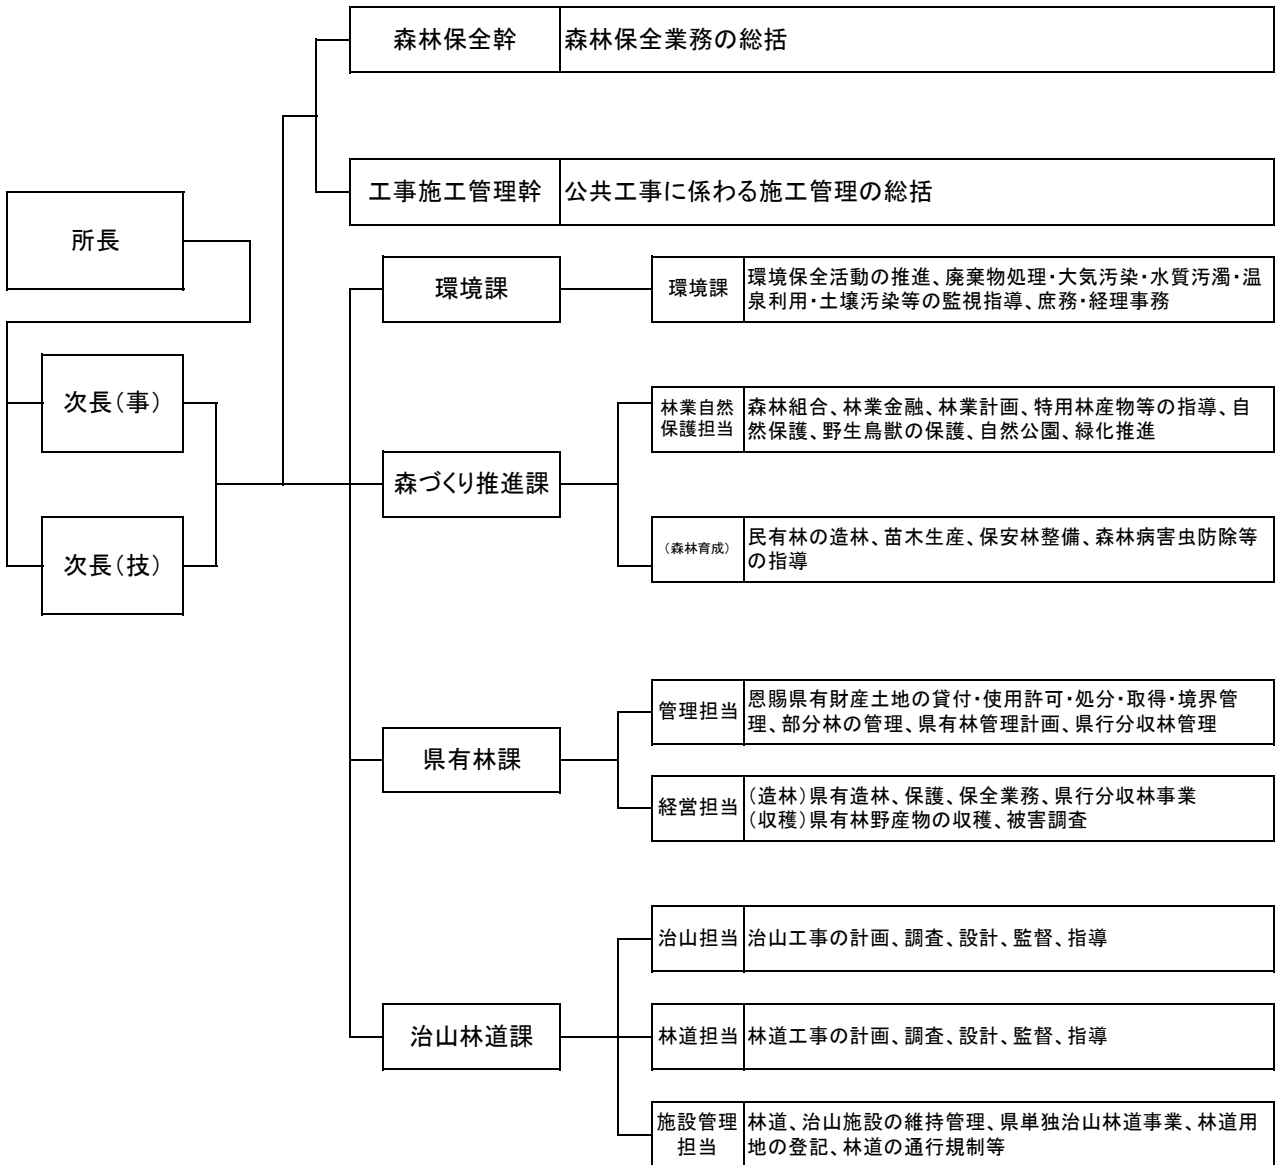 森林保全幹
森林保全業務の総括
工事施工管理幹
公共工事に係わる施工管理の総括
所長
次長（事）
次長（技）
環境課
環境課
環境保全活動の推進、廃棄物処理・大気汚染・水質汚濁・温
泉利用・土壌汚染等の監視指導、庶務・経理事務
森づくり推進課
林業自然
保護担当
森林組合、林業金融、林業計画、特用林産物等の指導、自
然保護、野生鳥獣の保護、自然公園、緑化推進
（森林育成）
民有林の造林、苗木生産、保安林整備、森林病害虫防除等
の指導
県有林課
管理担当
恩賜県有財産土地の貸付・使用許可・処分・取得・境界管
理、部分林の管理、県有林管理計画、県行分収林管理
経営担当
（造林）県有造林、保護、保全業務、県行分収林事業
（収穫）県有林野産物の収穫、被害調査
治山林道課
治山担当
治山工事の計画、調査、設計、監督、指導
林道担当
林道工事の計画、調査、設計、監督、指導
施設管理
担当
林道、治山施設の維持管理、県単独治山林道事業、林道用
地の登記、林道の通行規制等